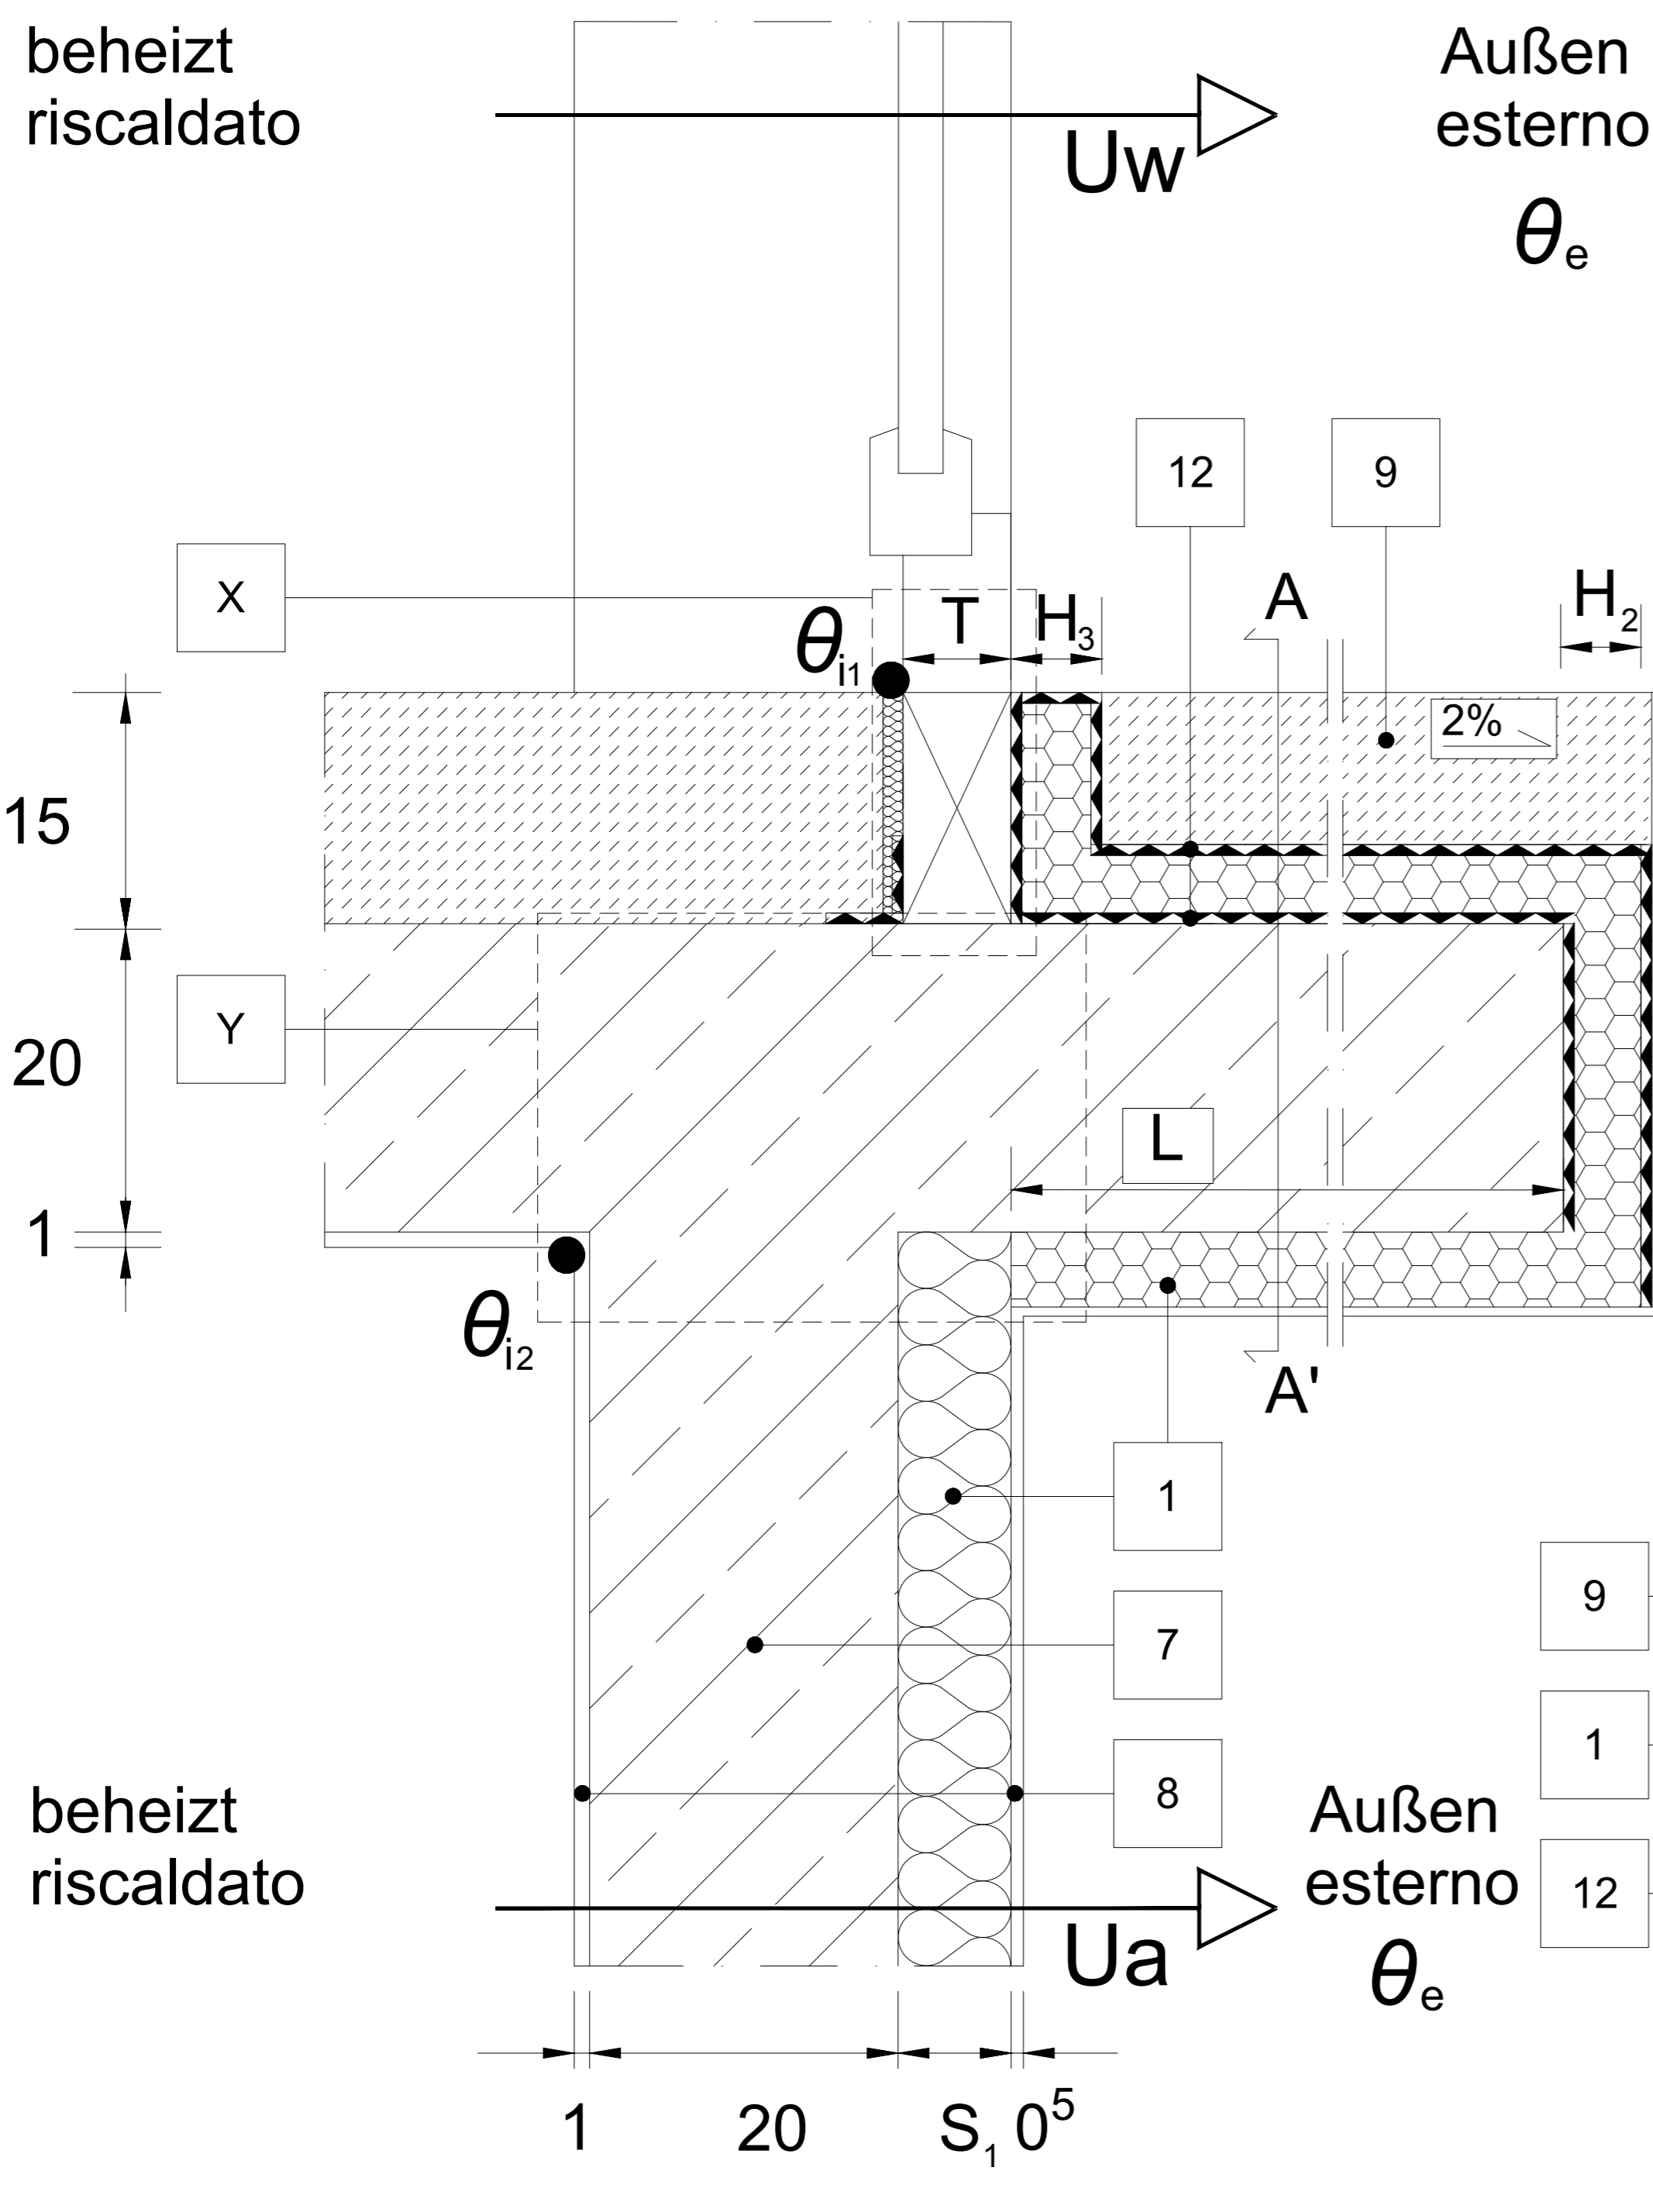 beheizt
riscaldato
Außen
esterno
Uw
θe
12
9
X
A
H2
θi1
T
H3
2%
15
Y
20
L
1
θi2
A'
1
7
9
1
8
12
beheizt
riscaldato
Außen
esterno
Ua
θe
1
20
S1
0⁵